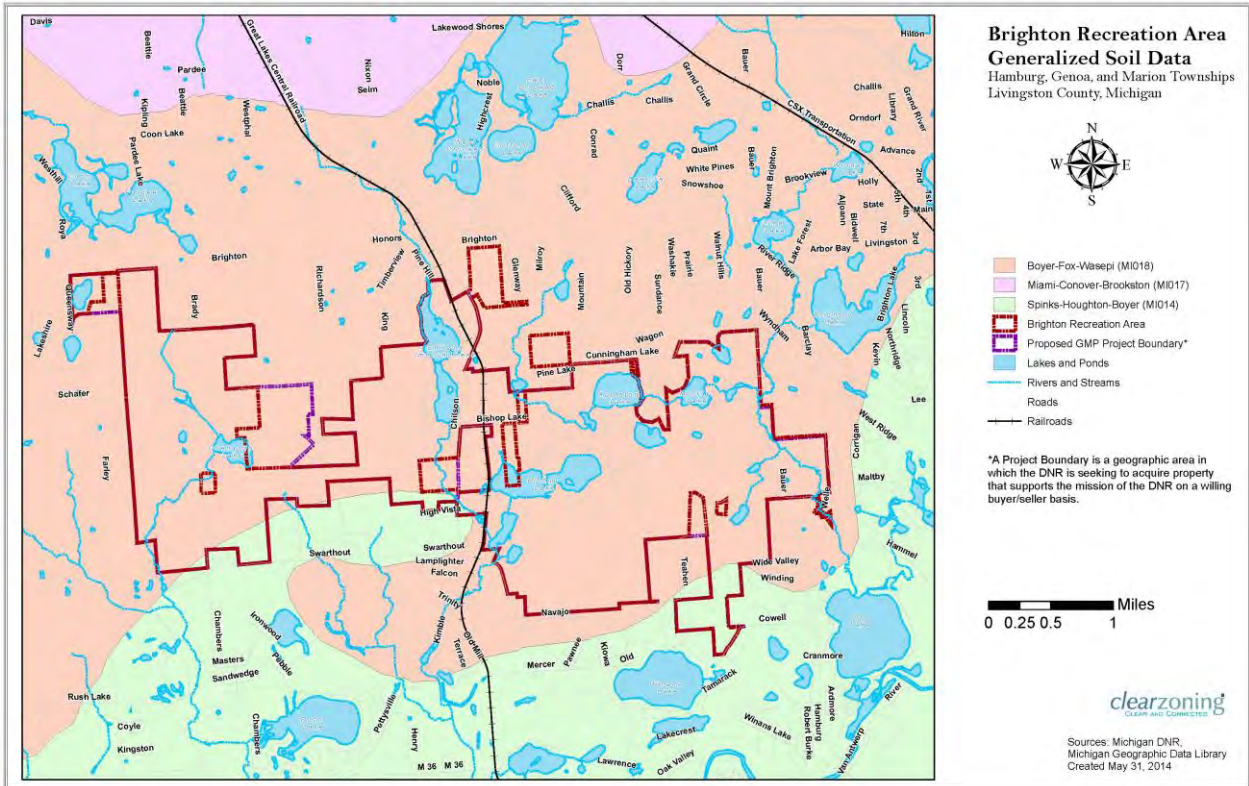 Brighton Recreation Area
Generalized Soil Data
Hamburg, Genoa, and Marion Townships
Livingston County, Michigan
N
W E
S
Boyer-Fox-Wasepi (MI018)
Miami-Conover-Brookston (MI017)
Spinks-Houghton-Boyer (MI014)
Brighton Recreation Area
Proposed GMP Project Boundary*
Lakes and Ponds
Rivers and Streams
Roads
Railroads
*A Project Boundary is a geographic area in
which the DNR is seeking to acquire property
that supports the mission of the DNR on a willing
buyer/seller basis.
Miles
0 0.25 0.5 1
clearzoning
CLEAR AND CONNECTED
Sources: Michigan DNR,
Michigan Geographic Data Library
Created May 31, 2014
Davis
Beattie
Pardee
Beattie
Kipling
Coon Lake
Pardee Lake
Westphal
Great Lakes Central Railroad
Nixon
Seim
Lakewood Shores
Noble
Highcrest
Dorr
Grand Circle
Challis
Challis
Conrad
Bauer
CSX Transportation
Hilton
Challis
Library
Grand River
Orndorf
Advance
Quaint
White Pines
Snowshoe
Bauer
Mount Brighton
Brookview
Holly
State
2nd
1st
5th
4th
Main
Aljoann
Bidwell
7th
3rd
Livingston
Arbor Bay
Lake Forest
River Ridge
Bauer
Walnut Hills
Prairie
Washakie
Sundance
Old Hickory
Clifford
Westhill
Roya
Brighton
Honors
Timberview
Pine Hill
Brighton
Glenway
Milroy
Mooman
Richardson
King
Brady
Queensway
Lakeshire
Schafer
Farley
Chilson
Pine Lake
Cunningham Lake
Wagon
Wyndham
Barclay
Brighton Lake
3rd
Lincoln
Northridge
Kevin
Lee
West Ridge
Corrigan
Maltby
Bishop Lake
Bauer
Hammel
High Vista
Swarthout
Swarthout
Lamplighter
Falcon
Trinity
Navajo
Teahen
Wide Valley
Winding
Cowell
Kimble
Old Mill
Terrace
Mercer
Pawnee
Kiowa
Old
Tamarack
Cranmore
Ardmore
Hamburg
Robert Burke
River
Van Antwerp
Winans Lake
Lakecrest
Oak Valley
Lawrence
Ironwood
Chambers
Masters
Sandwedge
Pebble
Rush Lake
Coyle
Kingston
Chambers
Pettysville
Henry
M 36 M 36